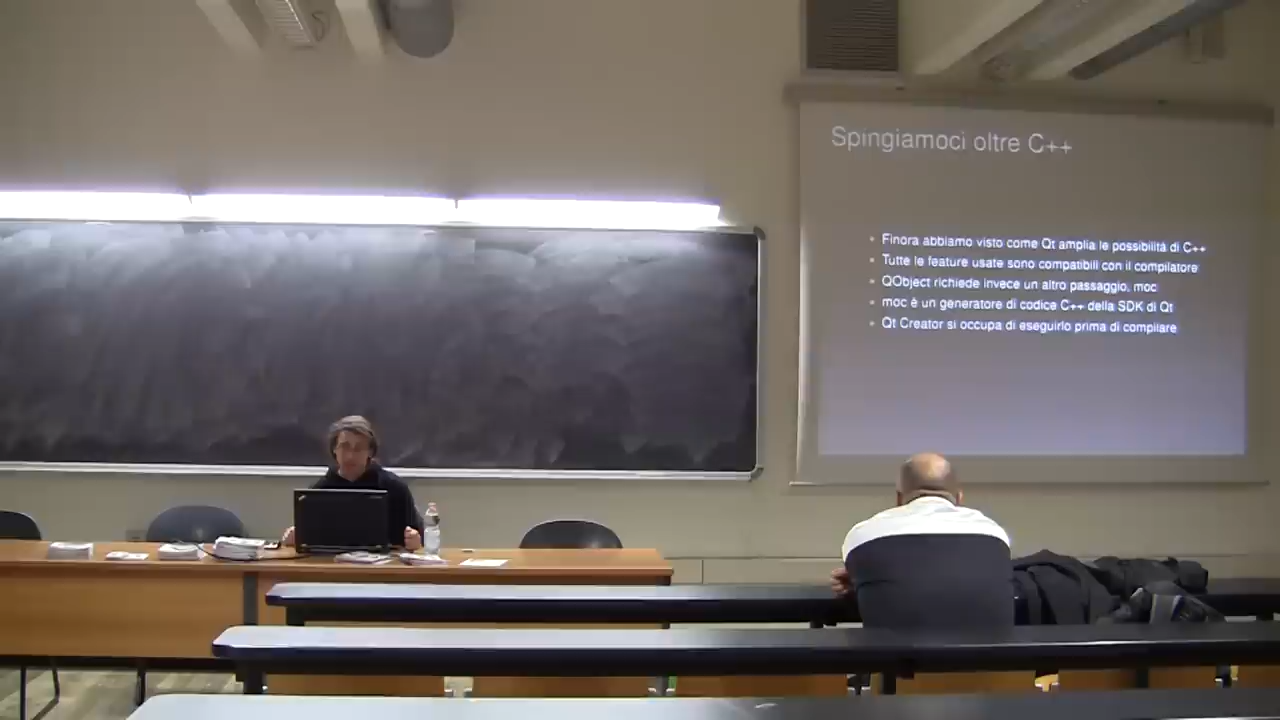 Spingiamoci oltre C++
Finora abbiamo visto come Qt amplia le possibilità di C++
Tutte le feature usate sono compatibili con il compilatore
QObject richiede invece un altro passaggio, moc
moc è un generatore di codice C++ della SDK di Qt
Qt Creator si occupa di eseguirlo prima di compilare